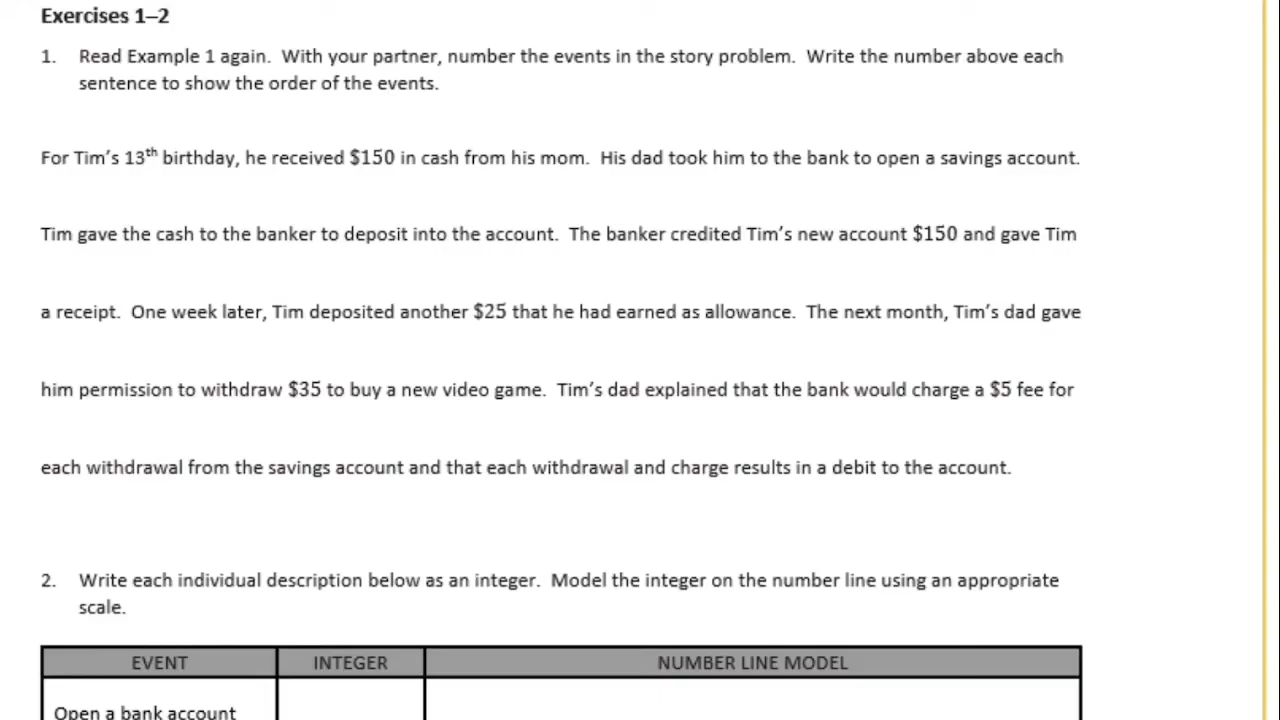 Exercises 1–2
1. Read Example 1 again. With your partner, number the events in the story problem. Write the number above each
sentence to show the order of the events.
For Tim’s 13th birthday, he received $150 in cash from his mom. His dad took him to the bank to open a savings account.
Tim gave the cash to the banker to deposit into the account. The banker credited Tim’s new account $150 and gave Tim
a receipt. One week later, Tim deposited another $25 that he had earned as allowance. The next month, Tim’s dad gave
him permission to withdraw $35 to buy a new video game. Tim’s dad explained that the bank would charge a $5 fee for
each withdrawal from the savings account and that each withdrawal and charge results in a debit to the account.
2. Write each individual description below as an integer. Model the integer on the number line using an appropriate
scale.
EVENT INTEGER NUMBER LINE MODEL
Open a bank account